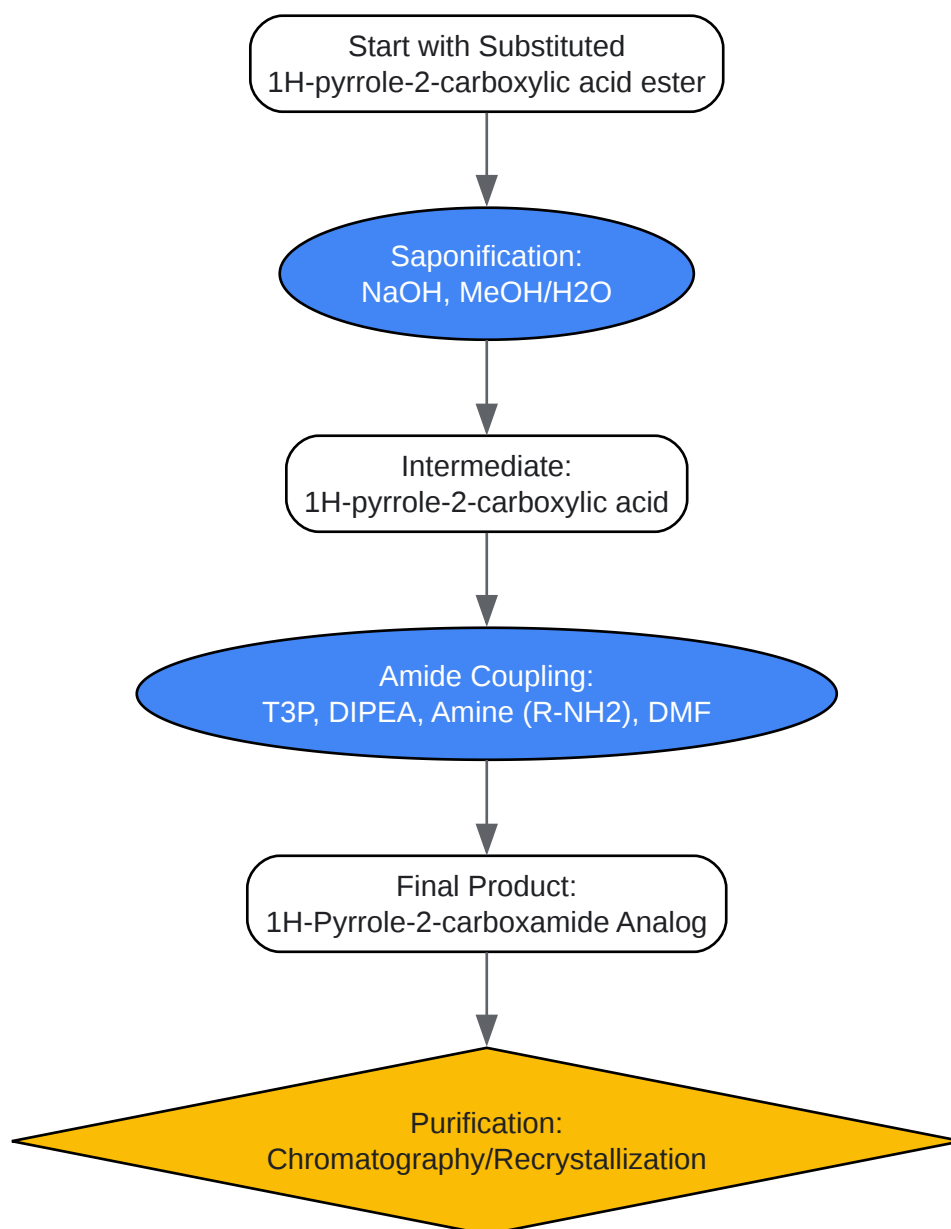 Start with Substituted
1H-pyrrole-2-carboxylic acid ester
Saponification:
NaOH, MeOH/H2O
Intermediate:
1H-pyrrole-2-carboxylic acid
Amide Coupling:
T3P, DIPEA, Amine (R-NH2), DMF
Final Product:
1H-Pyrrole-2-carboxamide Analog
Purification:
Chromatography/Recrystallization